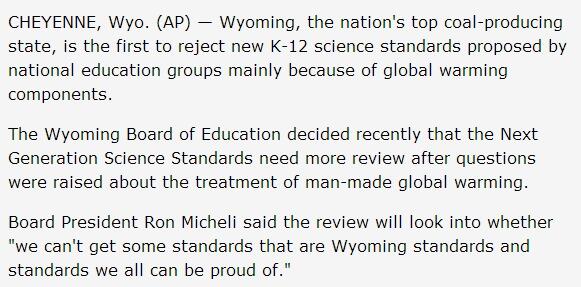 CHEYENNE, Wyo. (AP) — Wyoming, the nation's top coal-producing
state, is the first to reject new K-12 science standards proposed by
national education groups mainly because of global warming
components.
The Wyoming Board of Education decided recently that the Next
Generation Science Standards need more review after questions
were raised about the treatment of man-made global warming.
Board President Ron Micheli said the review will look into whether
"we can't get some standards that are Wyoming standards and
standards we all can be proud of."